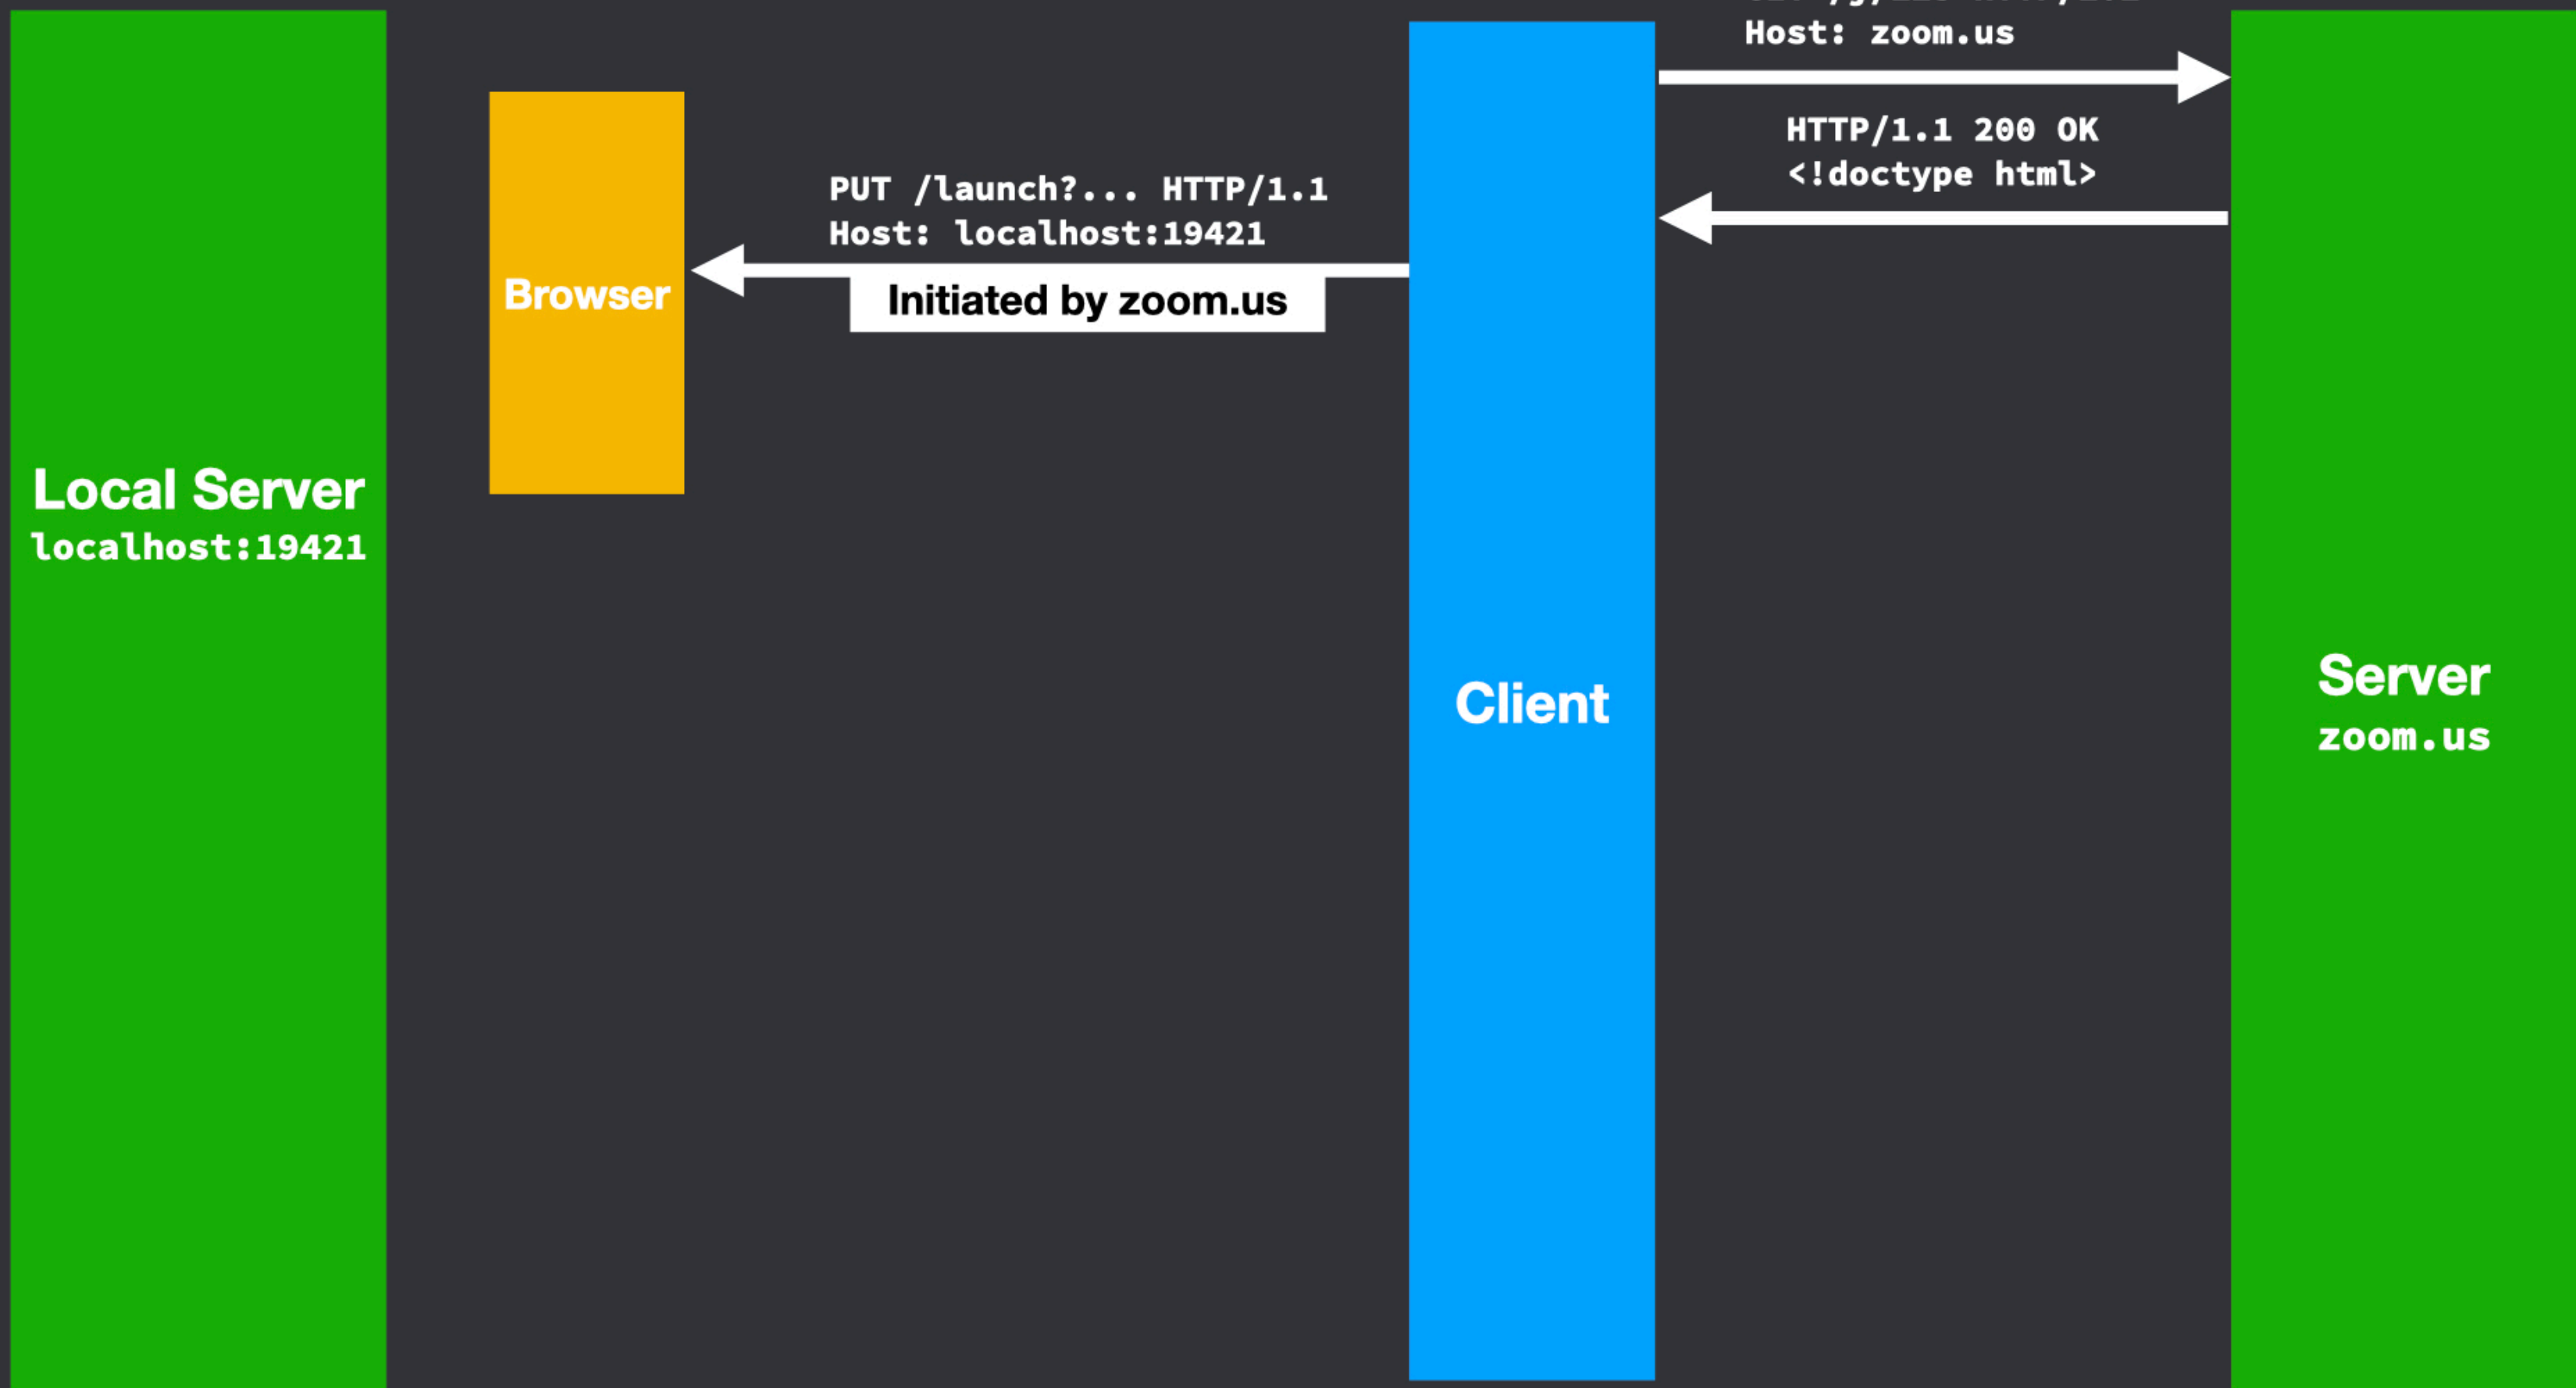 Host: zoom.us
HTTP/1.1 200 OK
<!doctype html>
PUT /launch?... HTTP/1.1
Host: localhost:19421
Initiated by zoom.us
Browser
Local Server
localhost:19421
Client
Server
zoom.us